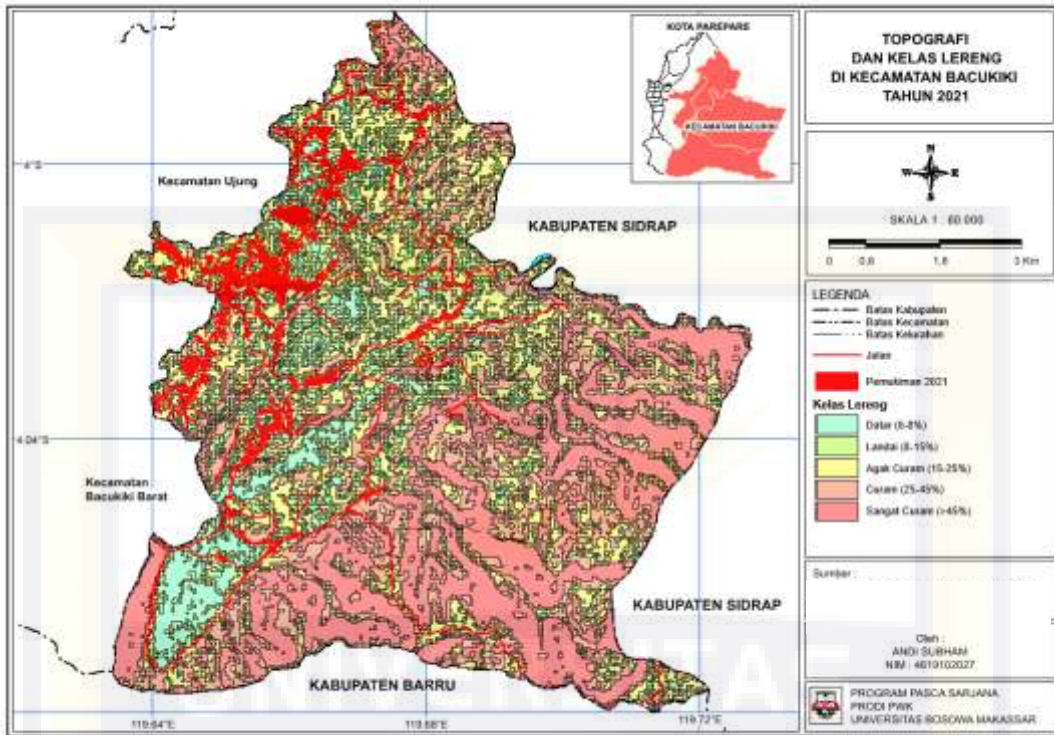 TOPOGRAFI
DAN KELAS LERENG
DI KECAMATAN BACUKIKI
TAHUN 2021
KOTA PAREPARE
KECAMATAN BACUKIKI
4°S
Kecamatan Ujung
KABUPATEN SIDRAP
N
W E
S
SKALA 1 : 60.000
0 0,8 1,6 3 Km
LEGENDA
Batas Kabupaten
Batas Kecamatan
Batas Kelurahan
Jalan
Pemukiman 2021
Kelas Lereng
Datar (0-8%)
Landai (8-15%)
Agak Curam (15-25%)
Curam (25-45%)
Sangat Curam (>45%)
4.04°S
Kecamatan
Bacukiki Barat
KABUPATEN SIDRAP
KABUPATEN BARRU
119.64°E 119.68°E 119.72°E
Sumber :
Oleh :
ANDI SUBHAM
NIM : 4619102027
PROGRAM PASCA SARJANA
PRODI PWK
UNIVERSITAS BOSOWA MAKASSAR